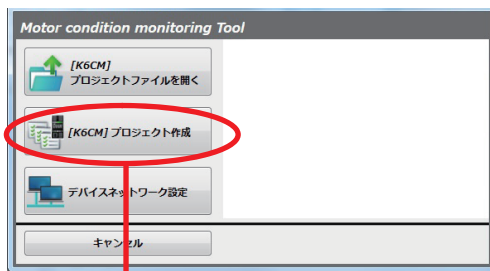 Motor condition monitoring Tool
[K6CM]
プロジェクトファイルを開く
[K6CM] プロジェクト作成
デバイスネットワーク設定
キャンセル